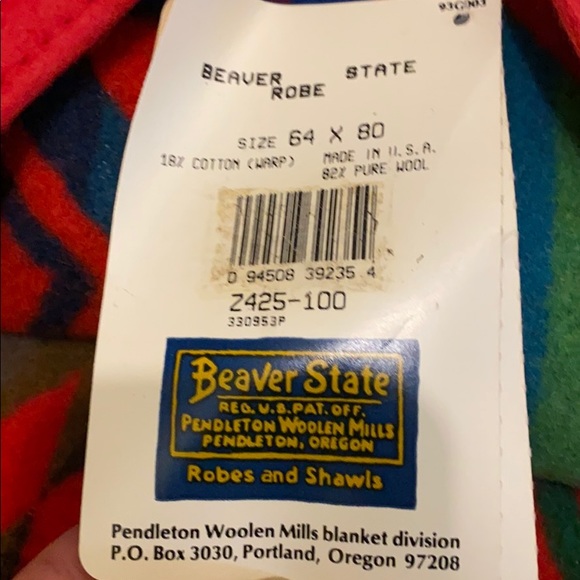 93G303
BEAVER STATE
ROBE
SIZE 64 X 80
18% COTTON (WARP) MADE IN U.S.A.
82% PURE WOOL
0 94508 39235 4
Z425-100
330953P
Beaver State
REG. U.S. PAT. OFF.
PENDLETON WOOLEN MILLS
PENDLETON, OREGON
Robes and Shawls
Pendleton Woolen Mills blanket division
P.O. Box 3030, Portland, Oregon 97208